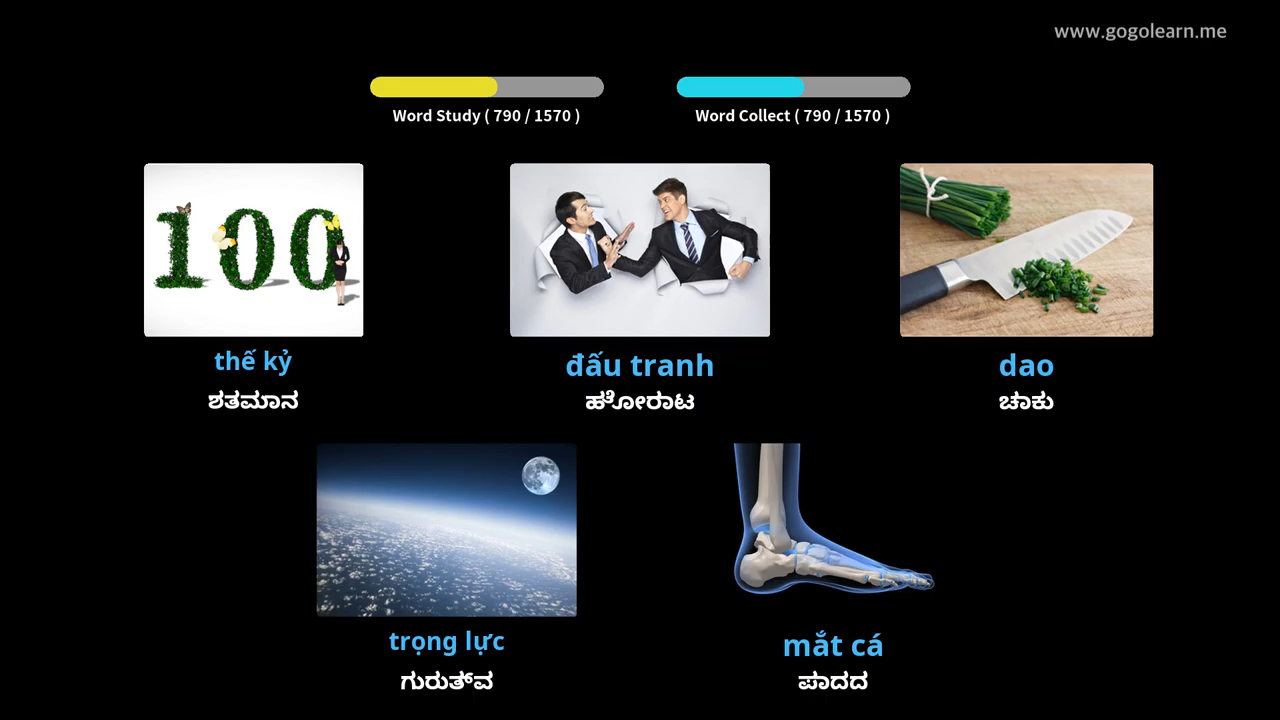 www.gogolearn.me
Word Study ( 790 / 1570 )
Word Collect ( 790 / 1570 )
100
thế kỷ
ಶತಮಾನ
đấu tranh
ಹೋರಾಟ
dao
ಚಾಕು
trọng lực
ಗುರುತ್ವ
mắt cá
ಪಾದದ